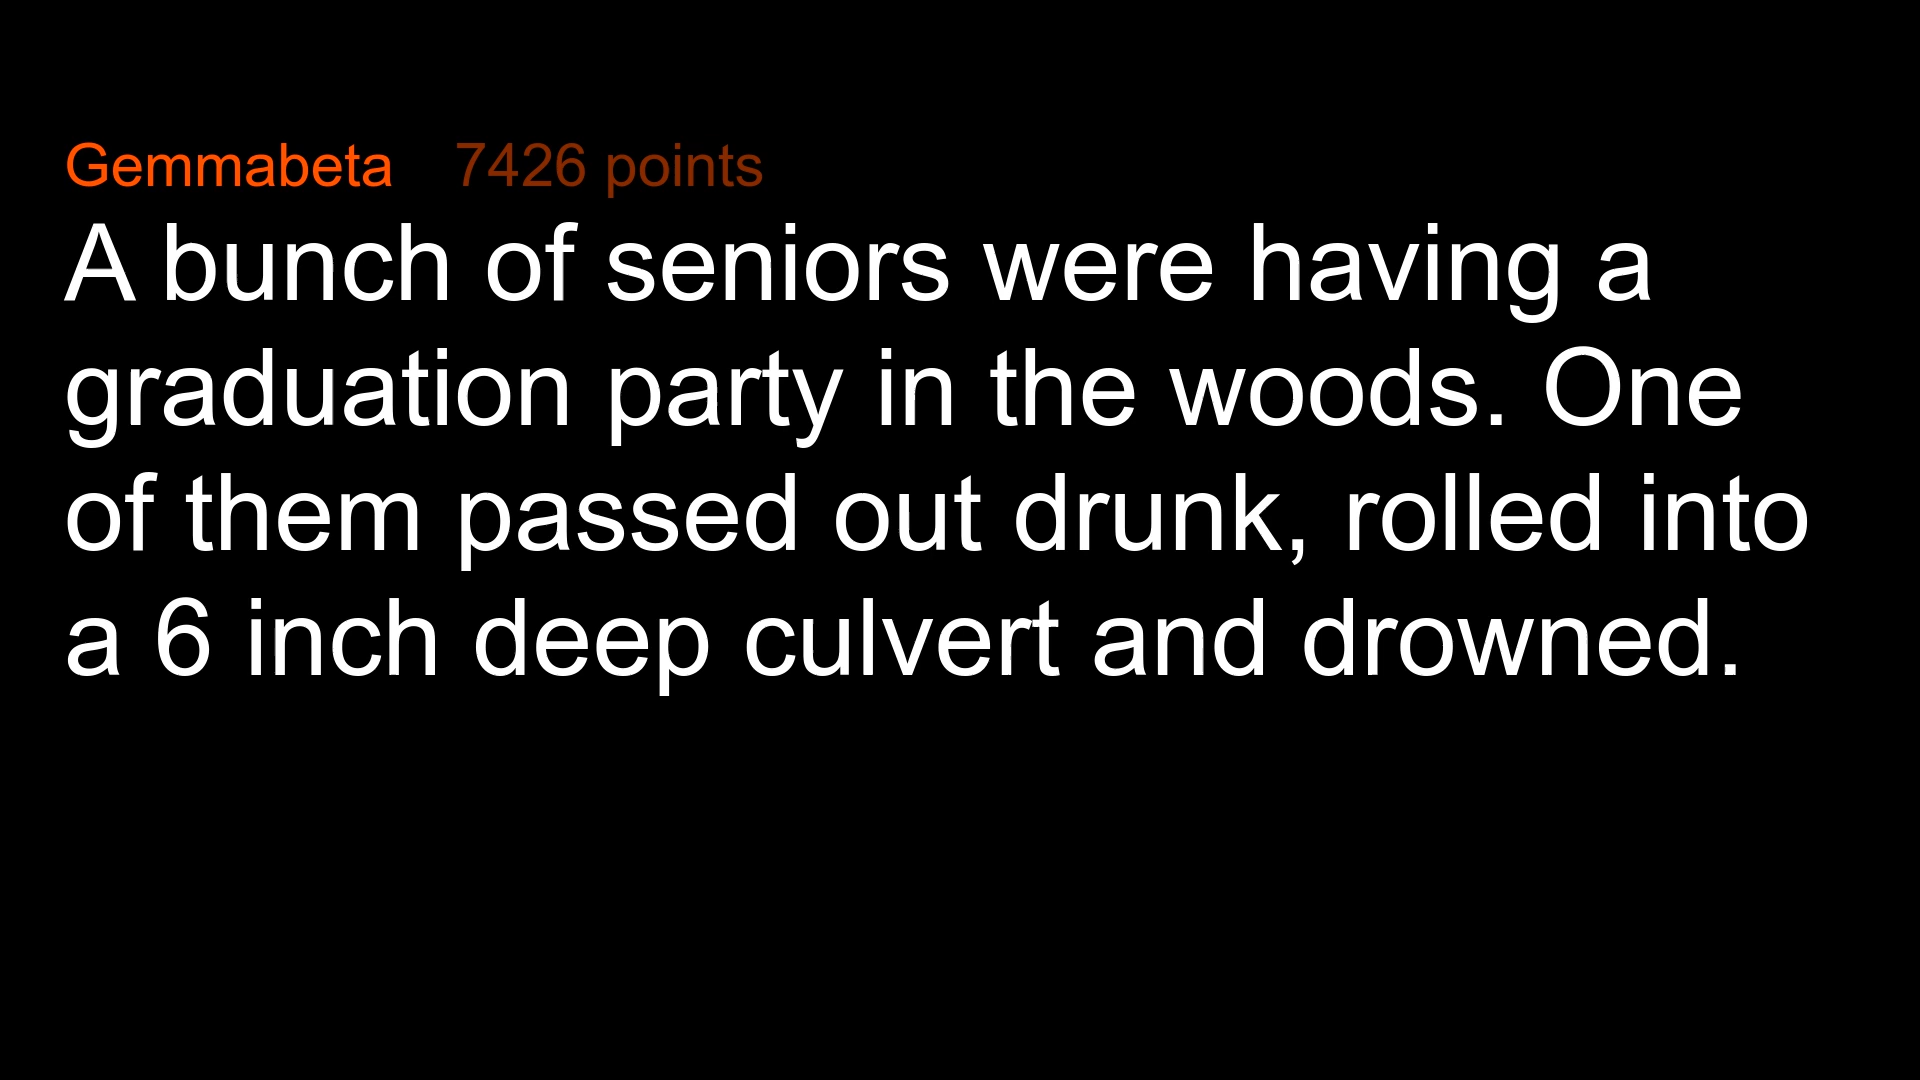 Gemmabeta 7426 points
A bunch of seniors were having a
graduation party in the woods. One
of them passed out drunk, rolled into
a 6 inch deep culvert and drowned.